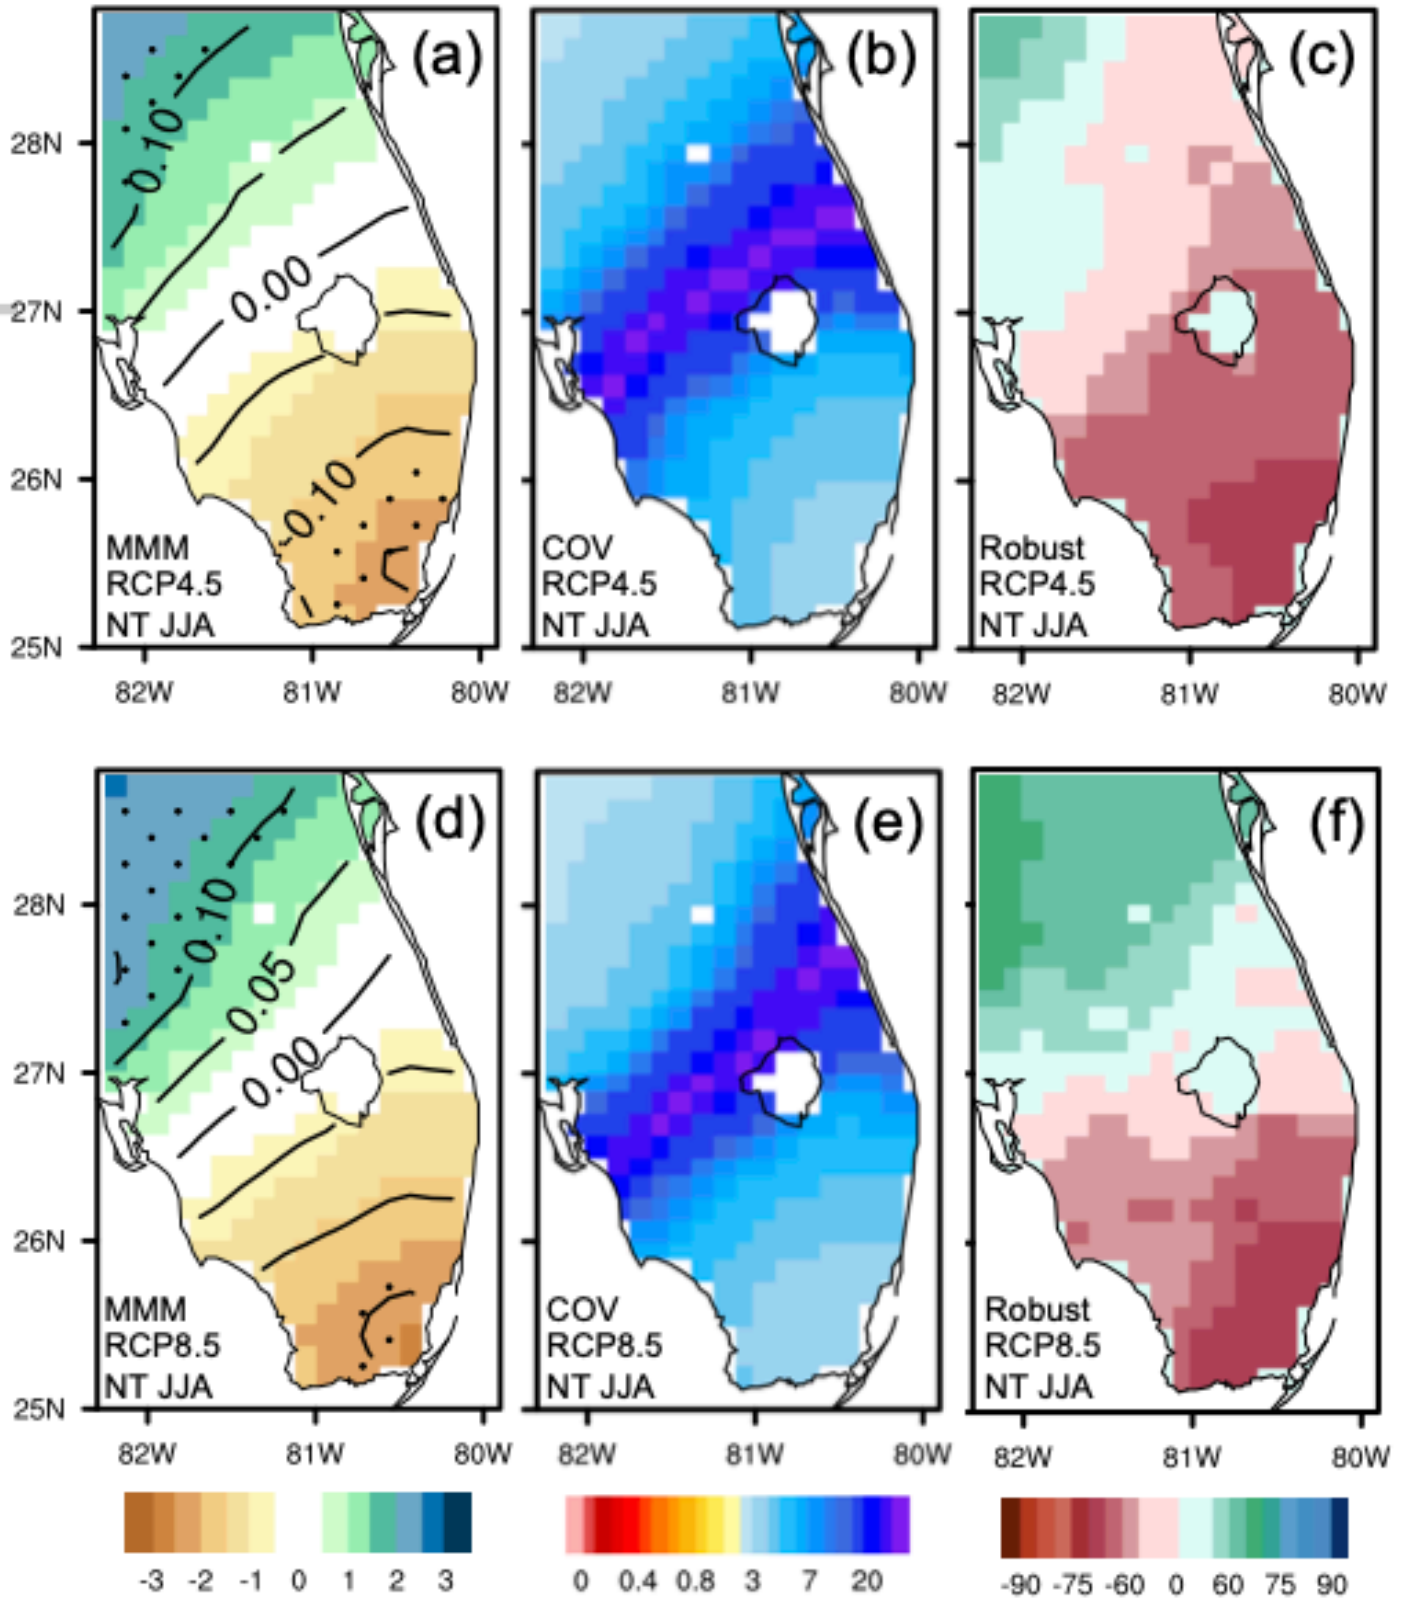 (a)
(b)
(c)
28N
27N
26N
25N
0.10
0.00
-0.10
MMM
RCP4.5
NT JJA
COV
RCP4.5
NT JJA
Robust
RCP4.5
NT JJA
82W 81W 80W
82W 81W 80W
82W 81W 80W
(d)
(e)
(f)
28N
27N
26N
25N
0.10
0.05
0.00
MMM
RCP8.5
NT JJA
COV
RCP8.5
NT JJA
Robust
RCP8.5
NT JJA
82W 81W 80W
82W 81W 80W
82W 81W 80W
-3 -2 -1 0 1 2 3
0 0.4 0.8 3 7 20
-90 -75 -60 0 60 75 90